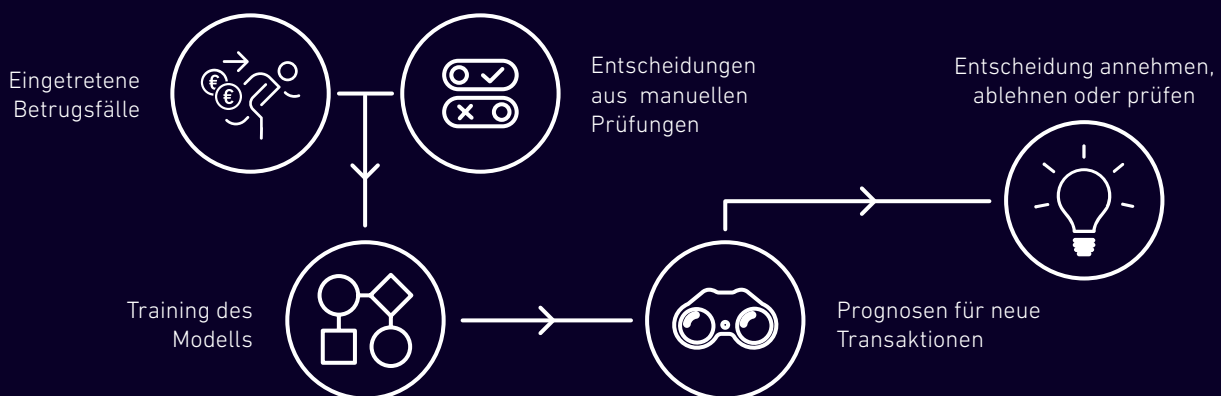 Eingetretene
Betrugsfälle
€
€
Entscheidungen
aus manuellen
Prüfungen
Entscheidung annehmen,
ablehnen oder prüfen
Training des
Modells
Prognosen für neue
Transaktionen